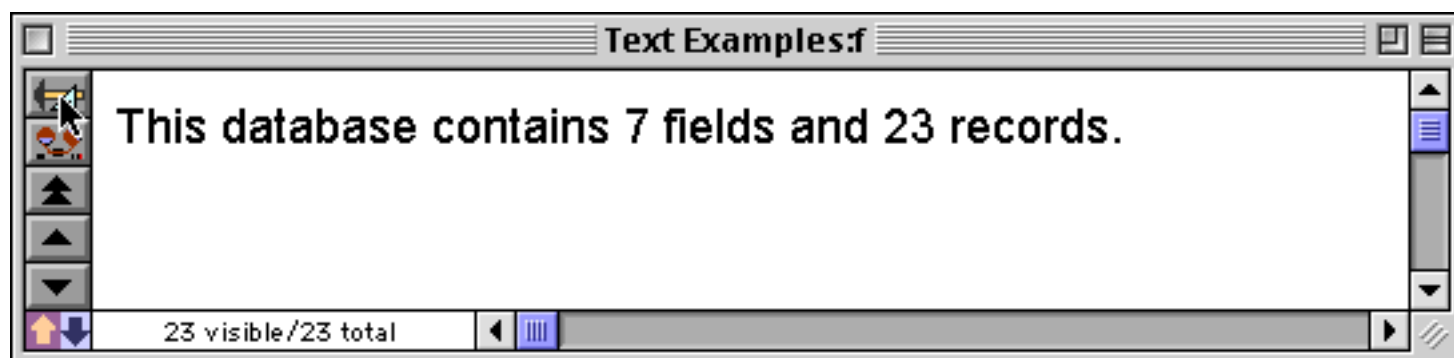 Text Examples:f
This database contains 7 fields and 23 records.
23 visible/23 total